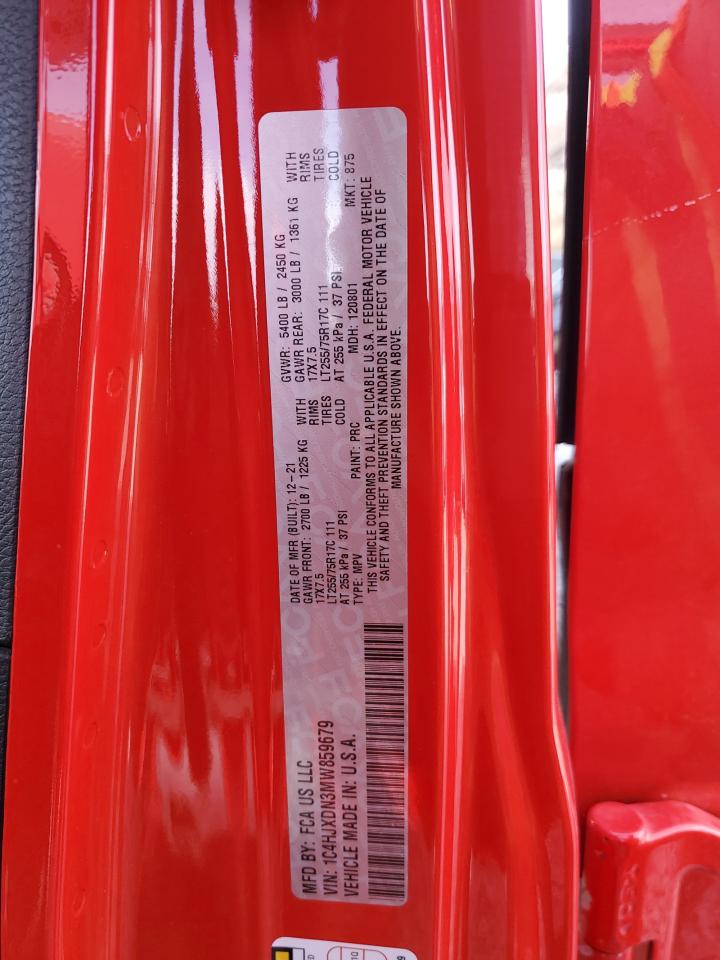 MFD BY: FCA US LLC
VIN: 1C4HJXDN3MW859679
VEHICLE MADE IN: U.S.A.
DATE OF MFR (BUILT): 12-21
GAWR FRONT: 2700 LB / 1225 KG WITH
17X7.5 RIMS
LT255/75R17C 111 TIRES
AT 255 kPa / 37 PSI COLD
TYPE: MPV
GVWR: 5400 LB / 2450 KG
GAWR REAR: 3000 LB / 1361 KG WITH
17X7.5 RIMS
LT255/75R17C 111 TIRES
AT 255 kPa / 37 PSI COLD
PAINT: PRC MDH: 120801 MKT: 875
THIS VEHICLE CONFORMS TO ALL APPLICABLE U.S.A. FEDERAL MOTOR VEHICLE
SAFETY AND THEFT PREVENTION STANDARDS IN EFFECT ON THE DATE OF
MANUFACTURE SHOWN ABOVE.